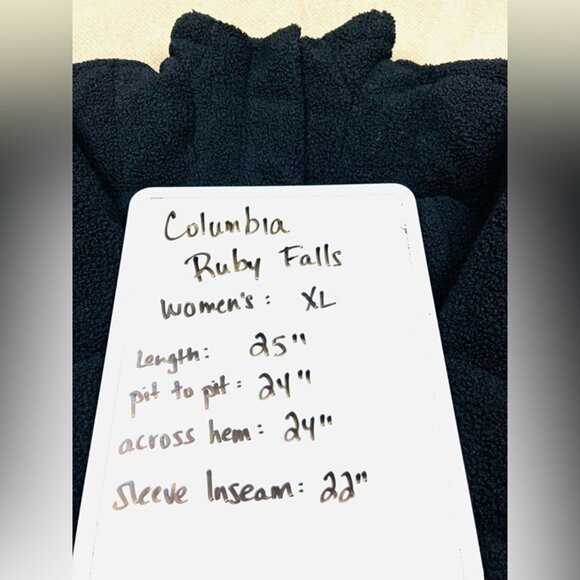 Columbia
Ruby Falls
Women's: XL
Length: 25"
pit to pit: 24"
across hem: 24"
Sleeve Inseam: 22"